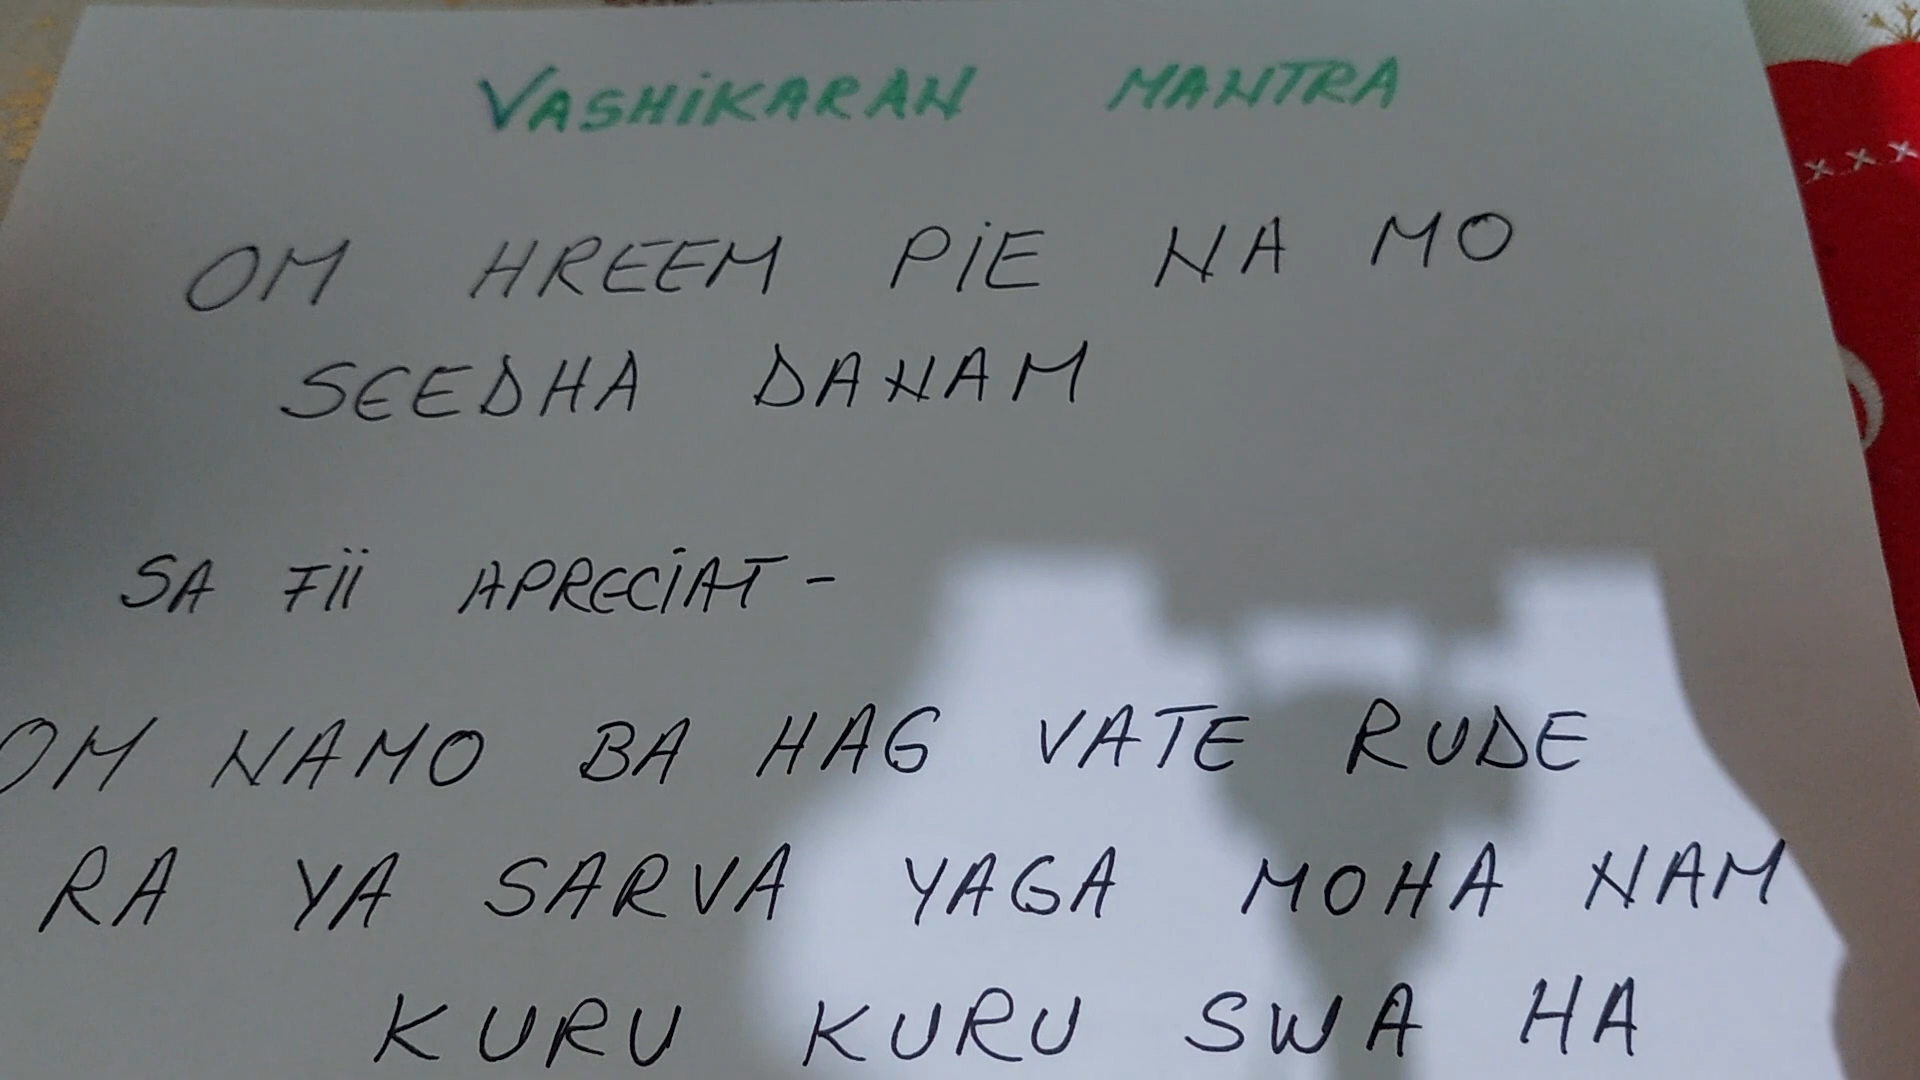 VASHiKARAN MANTRA
OM HREEM PiE NA MO
SEEDHA DANAM
SA Fii APRECiAT -
OM NAMO BA HAG VATE RUDE
RA YA SARVA YAGA MOHA NAM
KURU KURU SWA HA